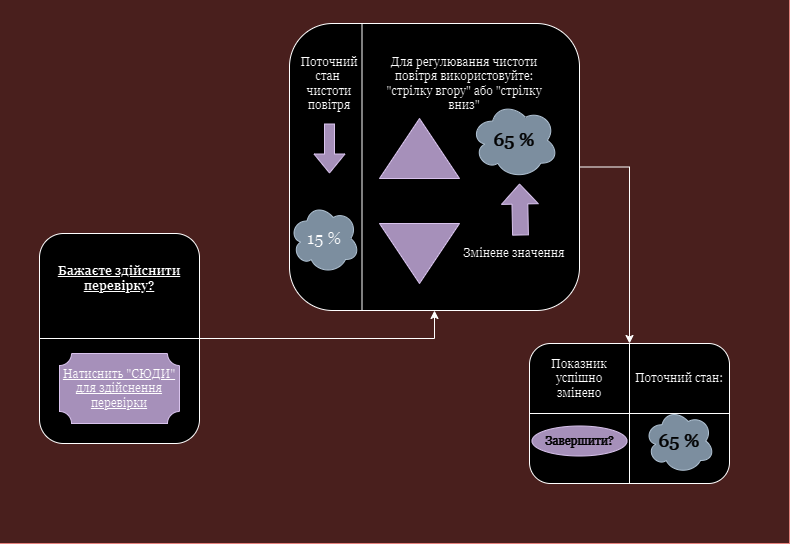 Поточний
стан
чистоти
повітря
15 %
Для регулювання чистоти
повітря використовуйте:
"стрілку вгору" або "стрілку
вниз"
65 %
Змінене значення
Бажаєте здійснити
перевірку?
Натиснить "СЮДИ"
для здійснення
перевірки
Показник
успішно
змінено
Поточний стан:
Завершити?
65 %